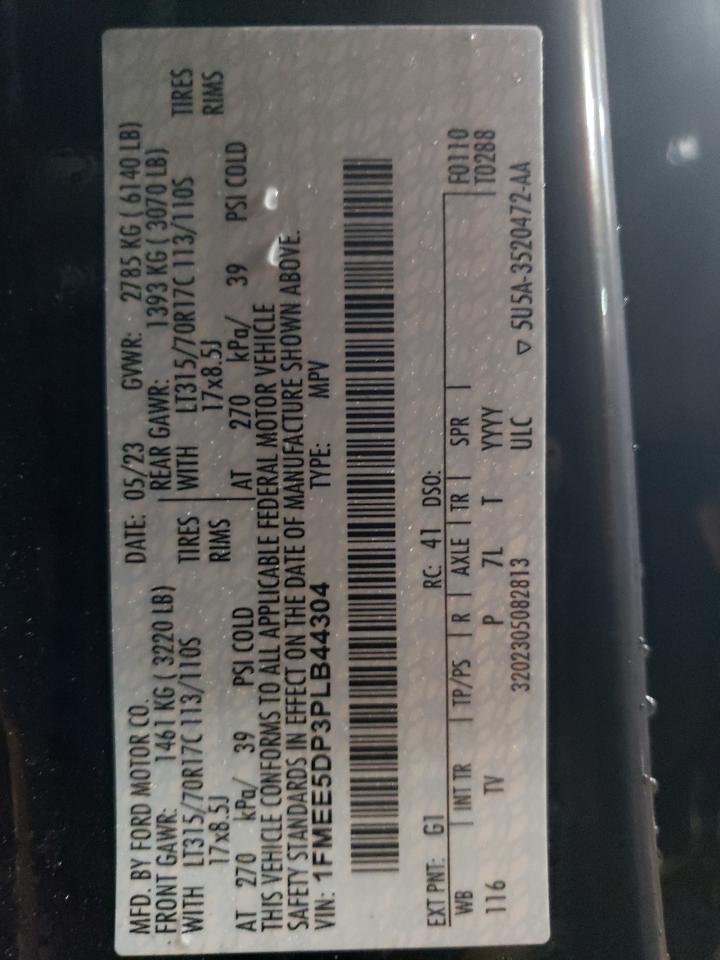 MFD. BY FORD MOTOR CO. DATE: 05/23 GVWR: 2785 KG ( 6140 LB)
FRONT GAWR: 1461 KG ( 3220 LB) REAR GAWR: 1393 KG ( 3070 LB)
WITH LT315/70R17C 113/110S TIRES WITH LT315/70R17C 113/110S TIRES
17x8.5J RIMS 17x8.5J RIMS
AT 270 kPa/ 39 PSI COLD AT 270 kPa/ 39 PSI COLD
THIS VEHICLE CONFORMS TO ALL APPLICABLE FEDERAL MOTOR VEHICLE
SAFETY STANDARDS IN EFFECT ON THE DATE OF MANUFACTURE SHOWN ABOVE.
VIN: 1FMEE5DP3PLB44304 TYPE: MPV
EXT PNT: G1 RC: 41 DSO: F0110
WB INT TR TP/PS R AXLE TR SPR T0288
116 TV P 7L T YYYY
3202305082813 ULC ▽ 5U5A-3520472-AA